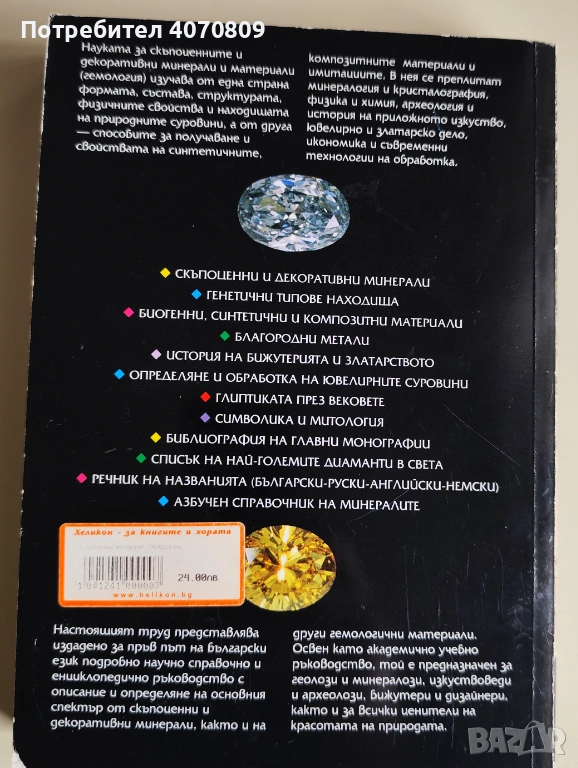 Потребител 4070809
Науката за скъпоценните и
декоративни минерали и материали
(гемология) изучава от една страна
формата, състава, структурата,
физичните свойства и находищата
на природните суровини, а от друга
— способите за получаване и
свойствата на синтетичните,
композитните материали и
имитациите. В нея се преплитат
минералогия и кристалография,
физика и химия, археология и
история на приложното изкуство,
ювелирно и златарско дело,
икономика и съвременни
технологии на обработка.
СКЪПОЦЕННИ И ДЕКОРАТИВНИ МИНЕРАЛИ
ГЕНЕТИЧНИ ТИПОВЕ НАХОДИЩА
БИОГЕННИ, СИНТЕТИЧНИ И КОМПОЗИТНИ МАТЕРИАЛИ
БЛАГОРОДНИ МЕТАЛИ
ИСТОРИЯ НА БИЖУТЕРИЯТА И ЗЛАТАРСТВОТО
ОПРЕДЕЛЯНЕ И ОБРАБОТКА НА ЮВЕЛИРНИТЕ СУРОВИНИ
ГЛИПТИКАТА ПРЕЗ ВЕКОВЕТЕ
СИМВОЛИКА И МИТОЛОГИЯ
БИБЛИОГРАФИЯ НА ГЛАВНИ МОНОГРАФИИ
СПИСЪК НА НАЙ-ГОЛЕМИТЕ ДИАМАНТИ В СВЕТА
РЕЧНИК НА НАЗВАНИЯТА (БЪЛГАРСКИ-РУСКИ-АНГЛИЙСКИ-НЕМСКИ)
АЗБУЧЕН СПРАВОЧНИК НА МИНЕРАЛИТЕ
Хеликон - за книгите и хората
24.00лв
1 041241 000007
www.helikon.bg
Настоящият труд представлява
издадено за пръв път на български
език подробно научно справочно и
енциклопедично ръководство с
описание и определяне на основния
спектър от скъпоценни и
декоративни минерали, както и на
други гемологични материали.
Освен като академично учебно
ръководство, той е предназначен за
геолози и минералози, изкуствоведи
и археолози, бижутери и дизайнери,
както и за всички ценители на
красотата на природата.
BAZAR